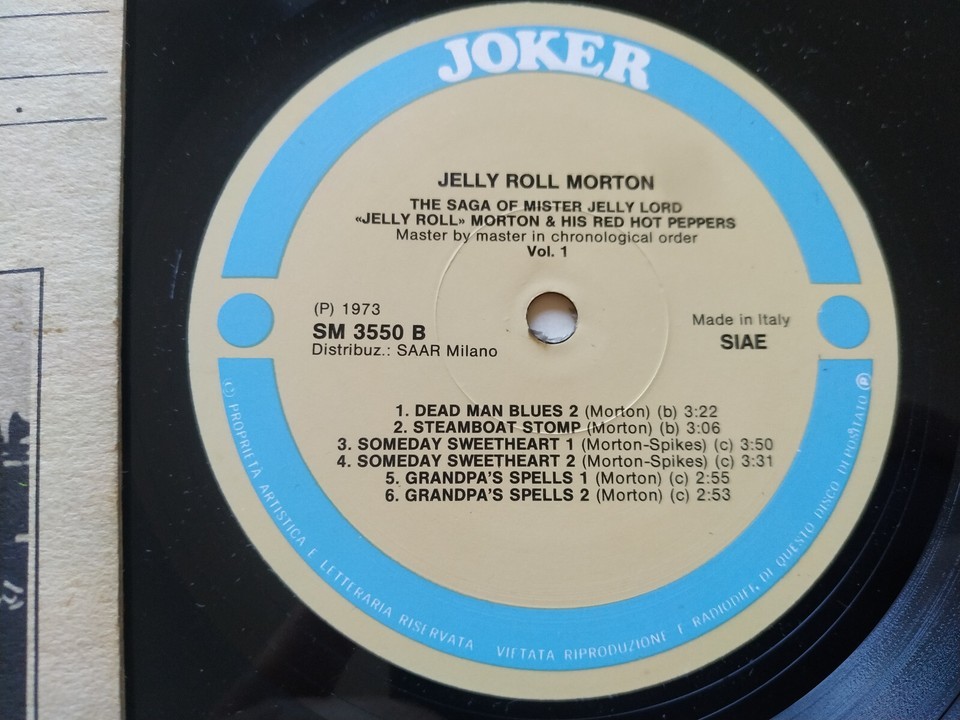 JOKER
JELLY ROLL MORTON
THE SAGA OF MISTER JELLY LORD
«JELLY ROLL» MORTON & HIS RED HOT PEPPERS
Master by master in chronological order
Vol. 1
(P) 1973
SM 3550 B
Distribuz.: SAAR Milano
Made in Italy
SIAE
1. DEAD MAN BLUES 2 (Morton) (b) 3:22
2. STEAMBOAT STOMP (Morton) (b) 3:06
3. SOMEDAY SWEETHEART 1 (Morton-Spikes) (c) 3:50
4. SOMEDAY SWEETHEART 2 (Morton-Spikes) (c) 3:31
5. GRANDPA'S SPELLS 1 (Morton) (c) 2:55
6. GRANDPA'S SPELLS 2 (Morton) (c) 2:53
© PROPRIETA ARTISTICA E LETTERARIA RISERVATA VIETATA RIPRODUZIONE E RADIODIFF. DI QUESTO DISCO DEPOSITATO ℗